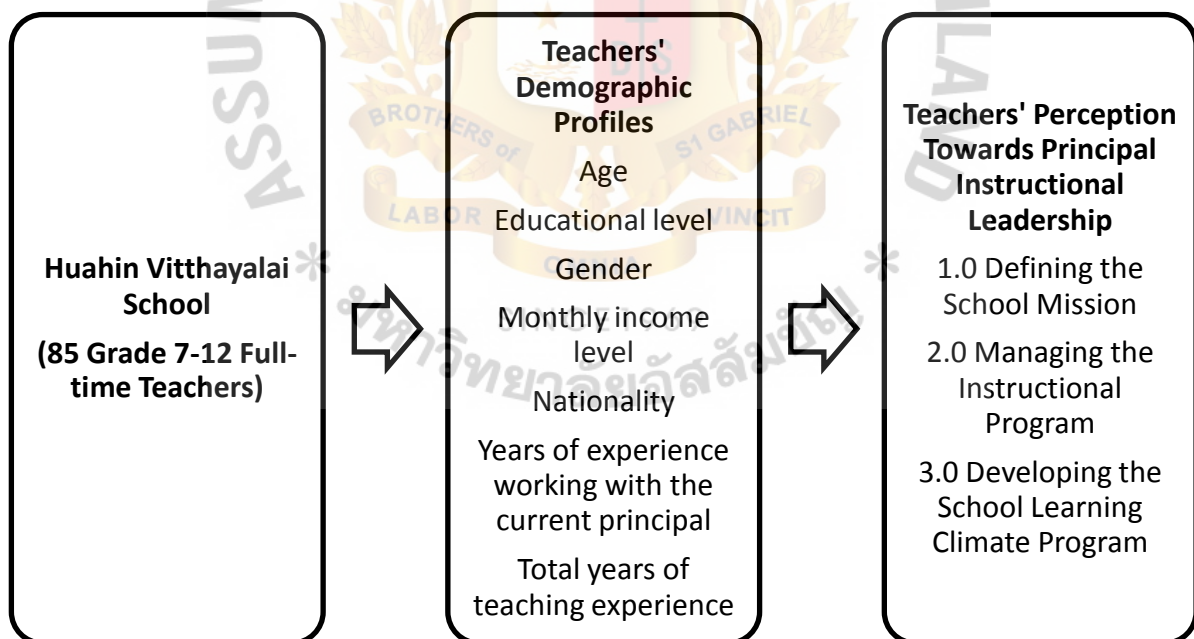 Huahin Vitthayalai
School
(85 Grade 7-12 Full-
time Teachers)
Teachers'
Demographic
Profiles
Age
Educational level
Gender
Monthly income
level
Nationality
Years of experience
working with the
current principal
Total years of
teaching experience
Teachers' Perception
Towards Principal
Instructional
Leadership
1.0 Defining the
School Mission
2.0 Managing the
Instructional
Program
3.0 Developing the
School Learning
Climate Program
BROTHERS of
ST GABRIEL
LABOR
VINCIT